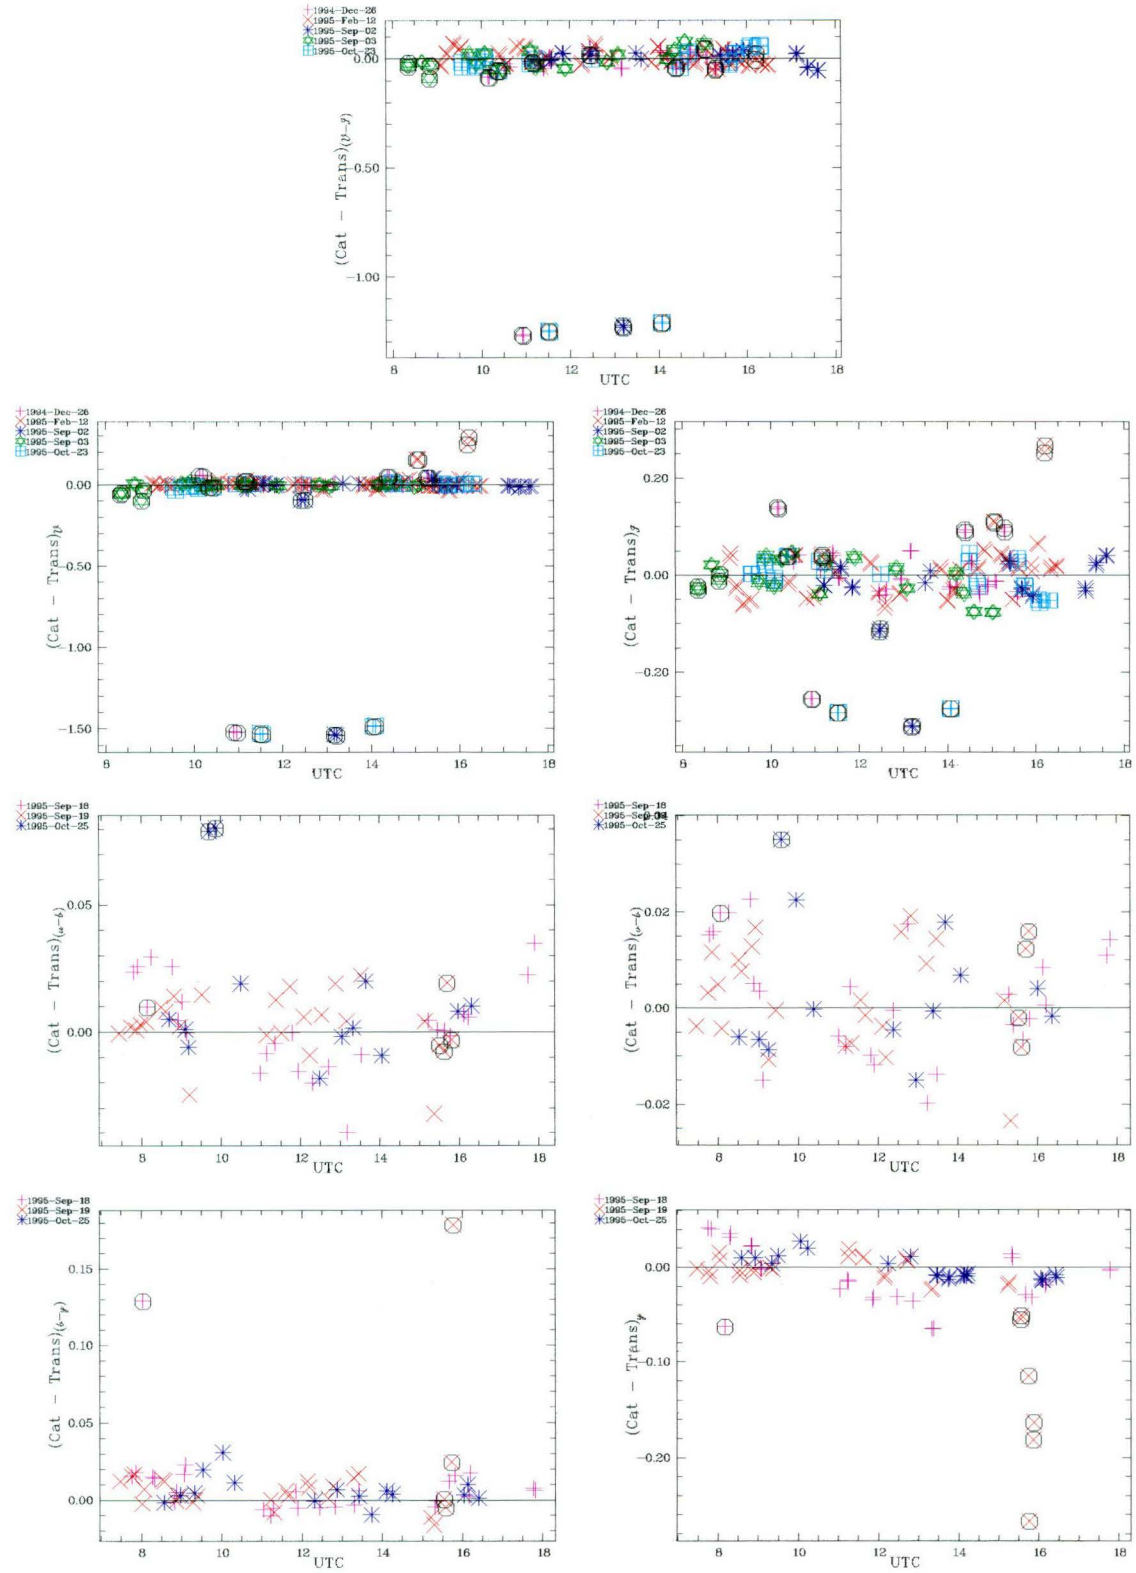 1994-Dec-26
1995-Feb-12
1995-Sep-02
1995-Sep-03
1995-Oct-23
0.00
-0.50
-1.00
(Cat - Trans)(V-I)
8 10 12 14 16 18
UTC
1994-Dec-26
1995-Feb-12
1995-Sep-02
1995-Sep-03
1995-Oct-23
0.00
-0.50
-1.00
-1.50
(Cat - Trans)V
8 10 12 14 16 18
UTC
1994-Dec-26
1995-Feb-12
1995-Sep-02
1995-Sep-03
1995-Oct-23
0.20
0.00
-0.20
(Cat - Trans)I
8 10 12 14 16 18
UTC
1995-Sep-18
1995-Sep-19
1995-Oct-25
0.05
0.00
(Cat - Trans)(u-b)
8 10 12 14 16 18
UTC
1995-Sep-18
1995-Sep-19
1995-Oct-25
0.04
0.02
0.00
-0.02
(Cat - Trans)(v-b)
8 10 12 14 16 18
UTC
1995-Sep-18
1995-Sep-19
1995-Oct-25
0.15
0.10
0.05
0.00
(Cat - Trans)(b-y)
8 10 12 14 16 18
UTC
1995-Sep-18
1995-Sep-19
1995-Oct-25
0.00
-0.10
-0.20
(Cat - Trans)y
8 10 12 14 16 18
UTC